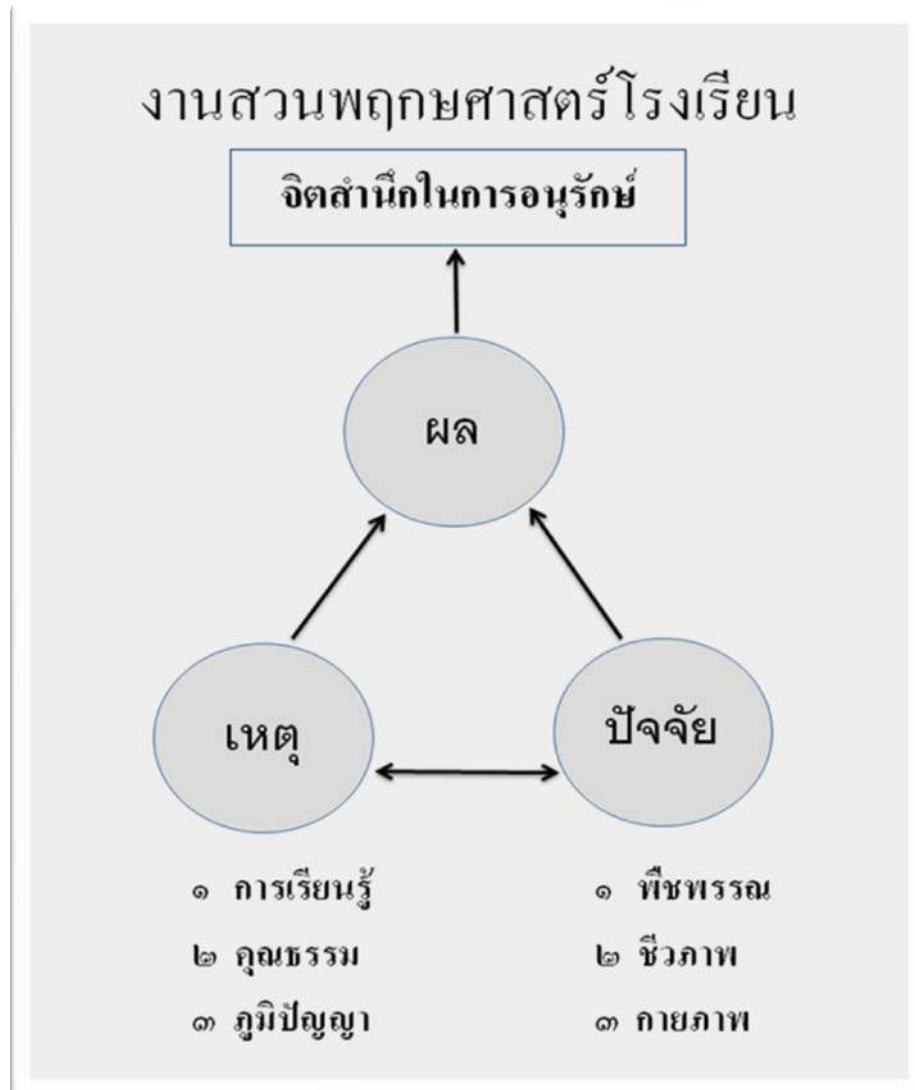 งานสวนพฤกษศาสตร์โรงเรียน
จิตสำนึกในการอนุรักษ์
ผล
เหตุ
ปัจจัย
๑ การเรียนรู้
๒ คุณธรรม
๓ ภูมิปัญญา
๑ พืชพรรณ
๒ ชีวภาพ
๓ กายภาพ